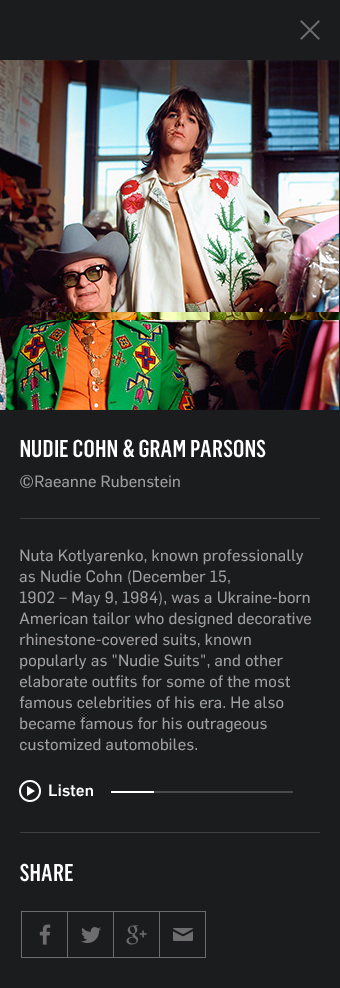 NUDIE COHN & GRAM PARSONS
©Raeanne Rubenstein
Nuta Kotlyarenko, known professionally
as Nudie Cohn (December 15,
1902 – May 9, 1984), was a Ukraine-born
American tailor who designed decorative
rhinestone-covered suits, known
popularly as "Nudie Suits", and other
elaborate outfits for some of the most
famous celebrities of his era. He also
became famous for his outrageous
customized automobiles.
Listen
SHARE